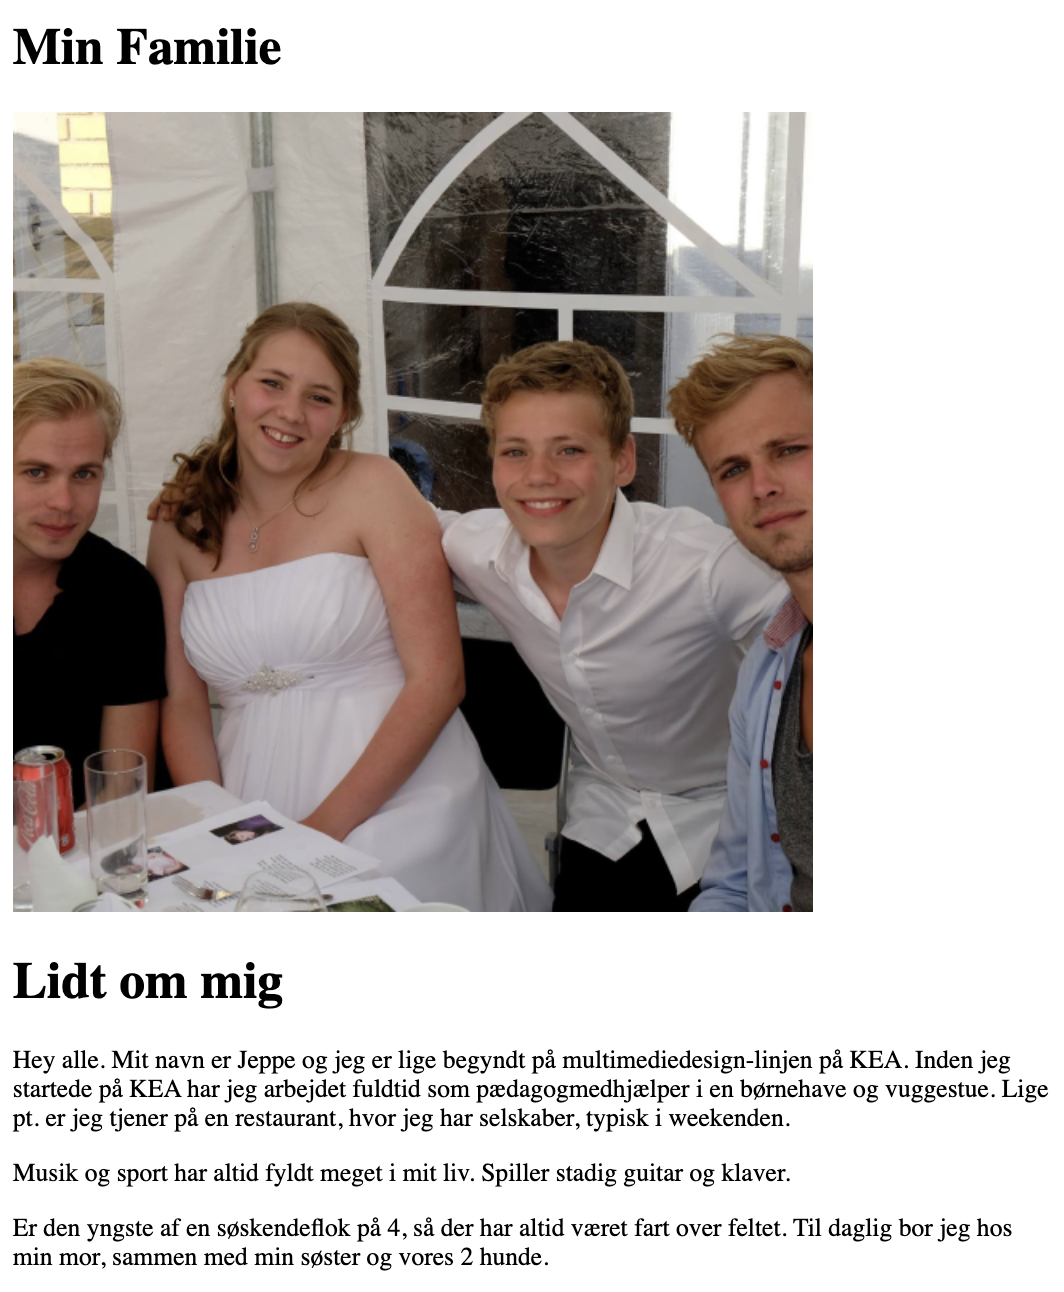 Min Familie
Coca-Cola
Lidt om mig
Hey alle. Mit navn er Jeppe og jeg er lige begyndt på multimediedesign-linjen på KEA. Inden jeg
startede på KEA har jeg arbejdet fuldtid som pædagogmedhjælper i en børnehave og vuggestue. Lige
pt. er jeg tjener på en restaurant, hvor jeg har selskaber, typisk i weekenden.
Musik og sport har altid fyldt meget i mit liv. Spiller stadig guitar og klaver.
Er den yngste af en søskendeflok på 4, så der har altid været fart over feltet. Til daglig bor jeg hos
min mor, sammen med min søster og vores 2 hunde.